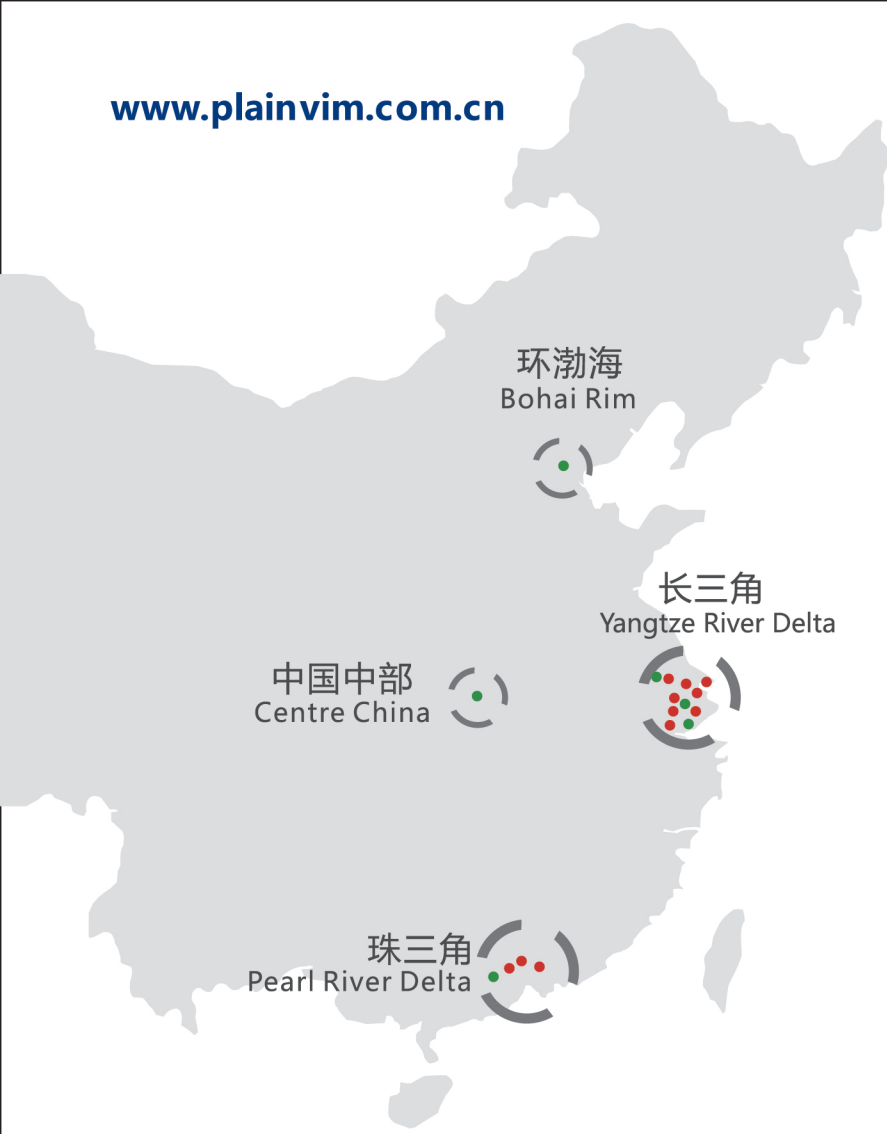 www.plainvim.com.cn
环渤海
Bohai Rim
长三角
Yangtze River Delta
中国中部
Centre China
珠三角
Pearl River Delta